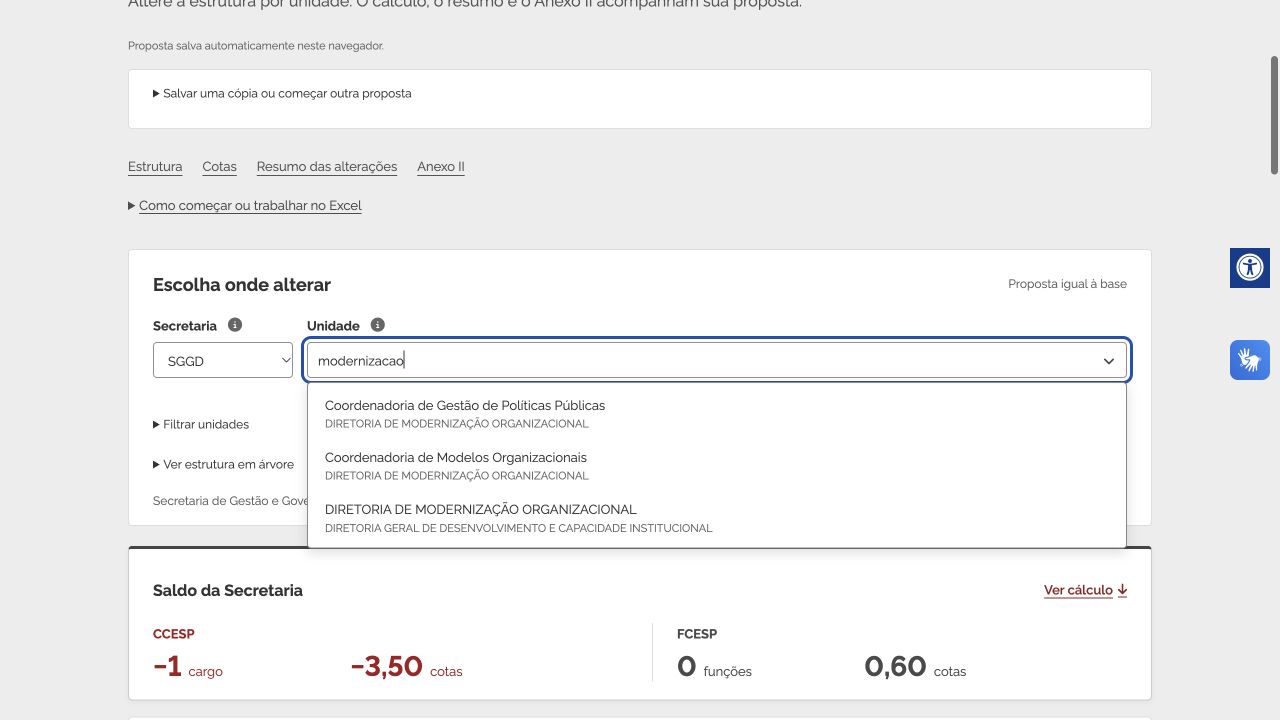 Altere a estrutura por unidade. O cálculo, o resumo e o Anexo II acompanham sua proposta.
Proposta salva automaticamente neste navegador.
Salvar uma cópia ou começar outra proposta
Estrutura Cotas Resumo das alterações Anexo II
Como começar ou trabalhar no Excel
Escolha onde alterar
Proposta igual à base
Secretaria Unidade
SGGD modernizacao
Coordenadoria de Gestão de Políticas Públicas
DIRETORIA DE MODERNIZAÇÃO ORGANIZACIONAL
Coordenadoria de Modelos Organizacionais
DIRETORIA DE MODERNIZAÇÃO ORGANIZACIONAL
DIRETORIA DE MODERNIZAÇÃO ORGANIZACIONAL
DIRETORIA GERAL DE DESENVOLVIMENTO E CAPACIDADE INSTITUCIONAL
Filtrar unidades
Ver estrutura em árvore
Secretaria de Gestão e Gove
Saldo da Secretaria
Ver cálculo
CCESP FCESP
−1 cargo −3,50 cotas 0 funções 0,60 cotas